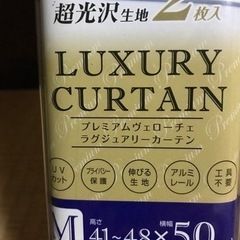 超光沢生地 2枚入
LUXURY
CURTAIN
プレミアムヴェローチェ
ラグジュアリーカーテン
UV カット
プライバシー 保護
伸びる 生地
アルミ レール
工具 不要
M 高さ 41~48× 横幅 50